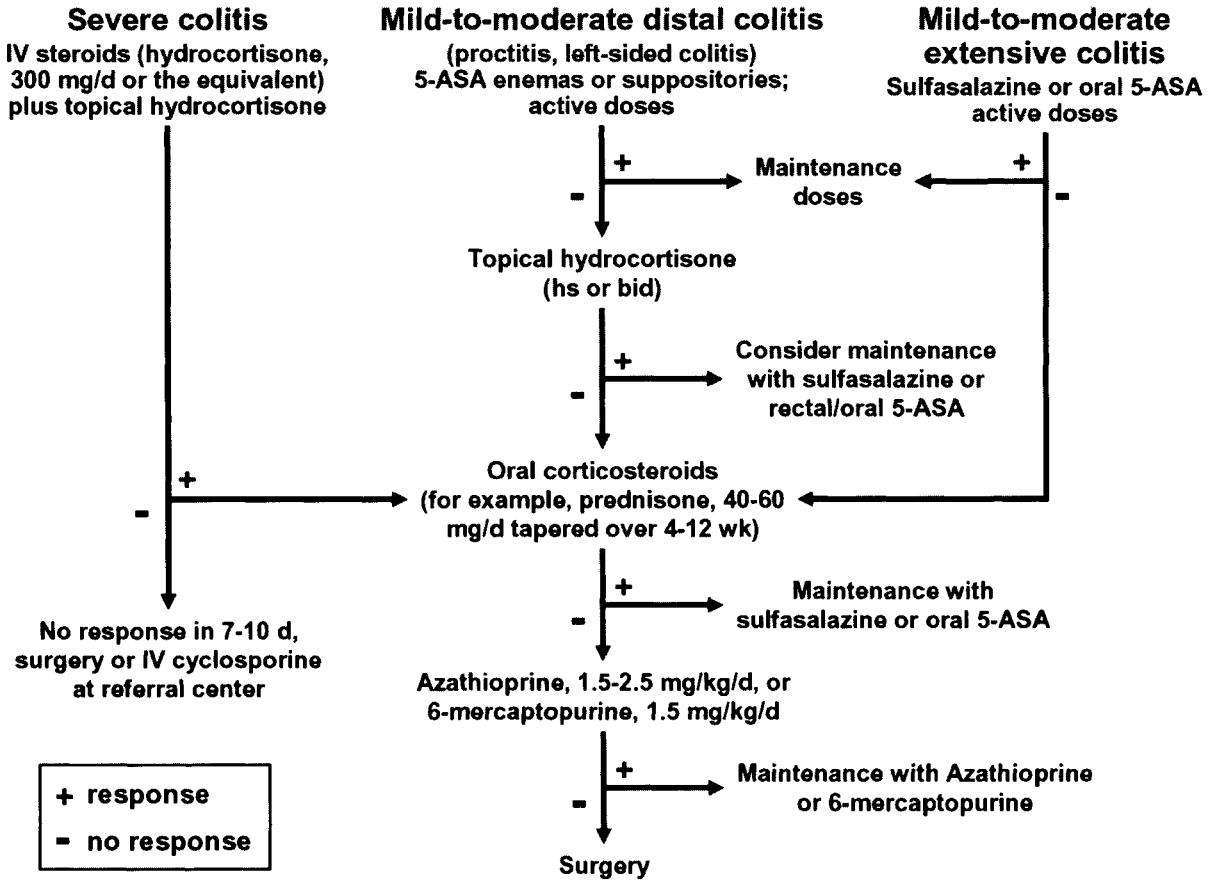 Severe colitis
IV steroids (hydrocortisone,
300 mg/d or the equivalent)
plus topical hydrocortisone
Mild-to-moderate distal colitis
(proctitis, left-sided colitis)
5-ASA enemas or suppositories;
active doses
Mild-to-moderate
extensive colitis
Sulfasalazine or oral 5-ASA
active doses
+
+
Maintenance
doses
-
-
Topical hydrocortisone
(hs or bid)
+
-
Consider maintenance
with sulfasalazine or
rectal/oral 5-ASA
+
-
Oral corticosteroids
(for example, prednisone, 40-60
mg/d tapered over 4-12 wk)
+
-
Maintenance with
sulfasalazine or oral 5-ASA
No response in 7-10 d,
surgery or IV cyclosporine
at referral center
Azathioprine, 1.5-2.5 mg/kg/d, or
6-mercaptopurine, 1.5 mg/kg/d
+
-
Maintenance with Azathioprine
or 6-mercaptopurine
Surgery
+ response
- no response